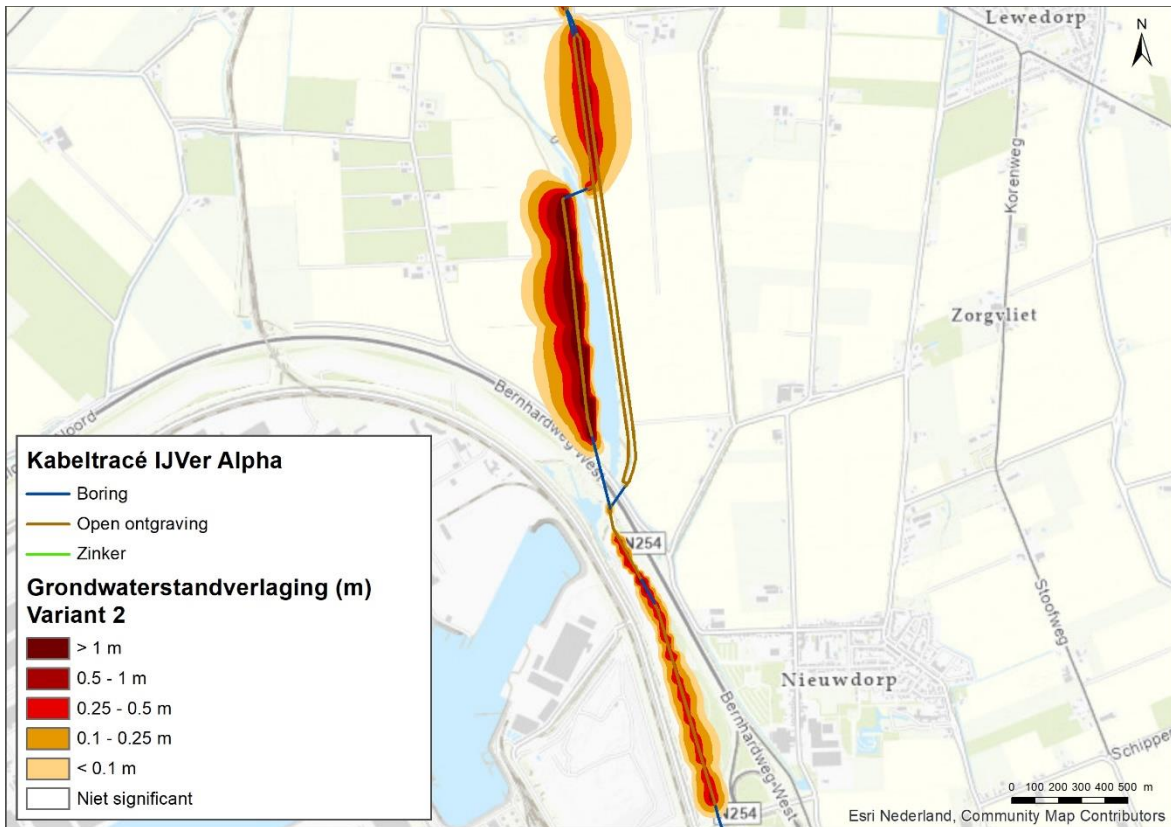 Lewedorp
N
Korenweg
Zorgvliet
Bernhardweg-West
Noord
N254
Stoofweg
Nieuwdorp
Bernhardweg-West
Schipper
N254
Kabeltracé IJVer Alpha
Boring
Open ontgraving
Zinker
Grondwaterstandverlaging (m)
Variant 2
> 1 m
0.5 - 1 m
0.25 - 0.5 m
0.1 - 0.25 m
< 0.1 m
Niet significant
0 100 200 300 400 500 m
Esri Nederland, Community Map Contributors